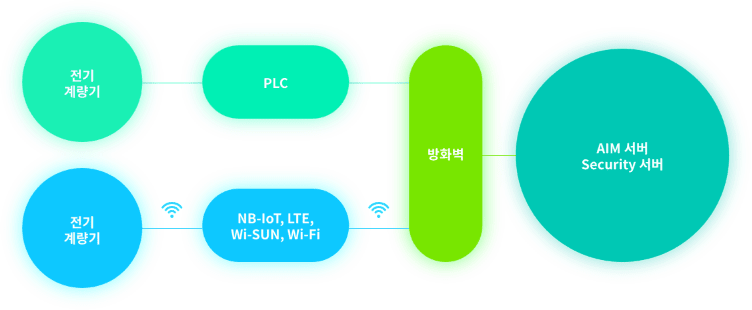 전기
계량기
PLC
전기
계량기
NB-IoT, LTE,
Wi-SUN, Wi-Fi
방화벽
AIM 서버
Security 서버